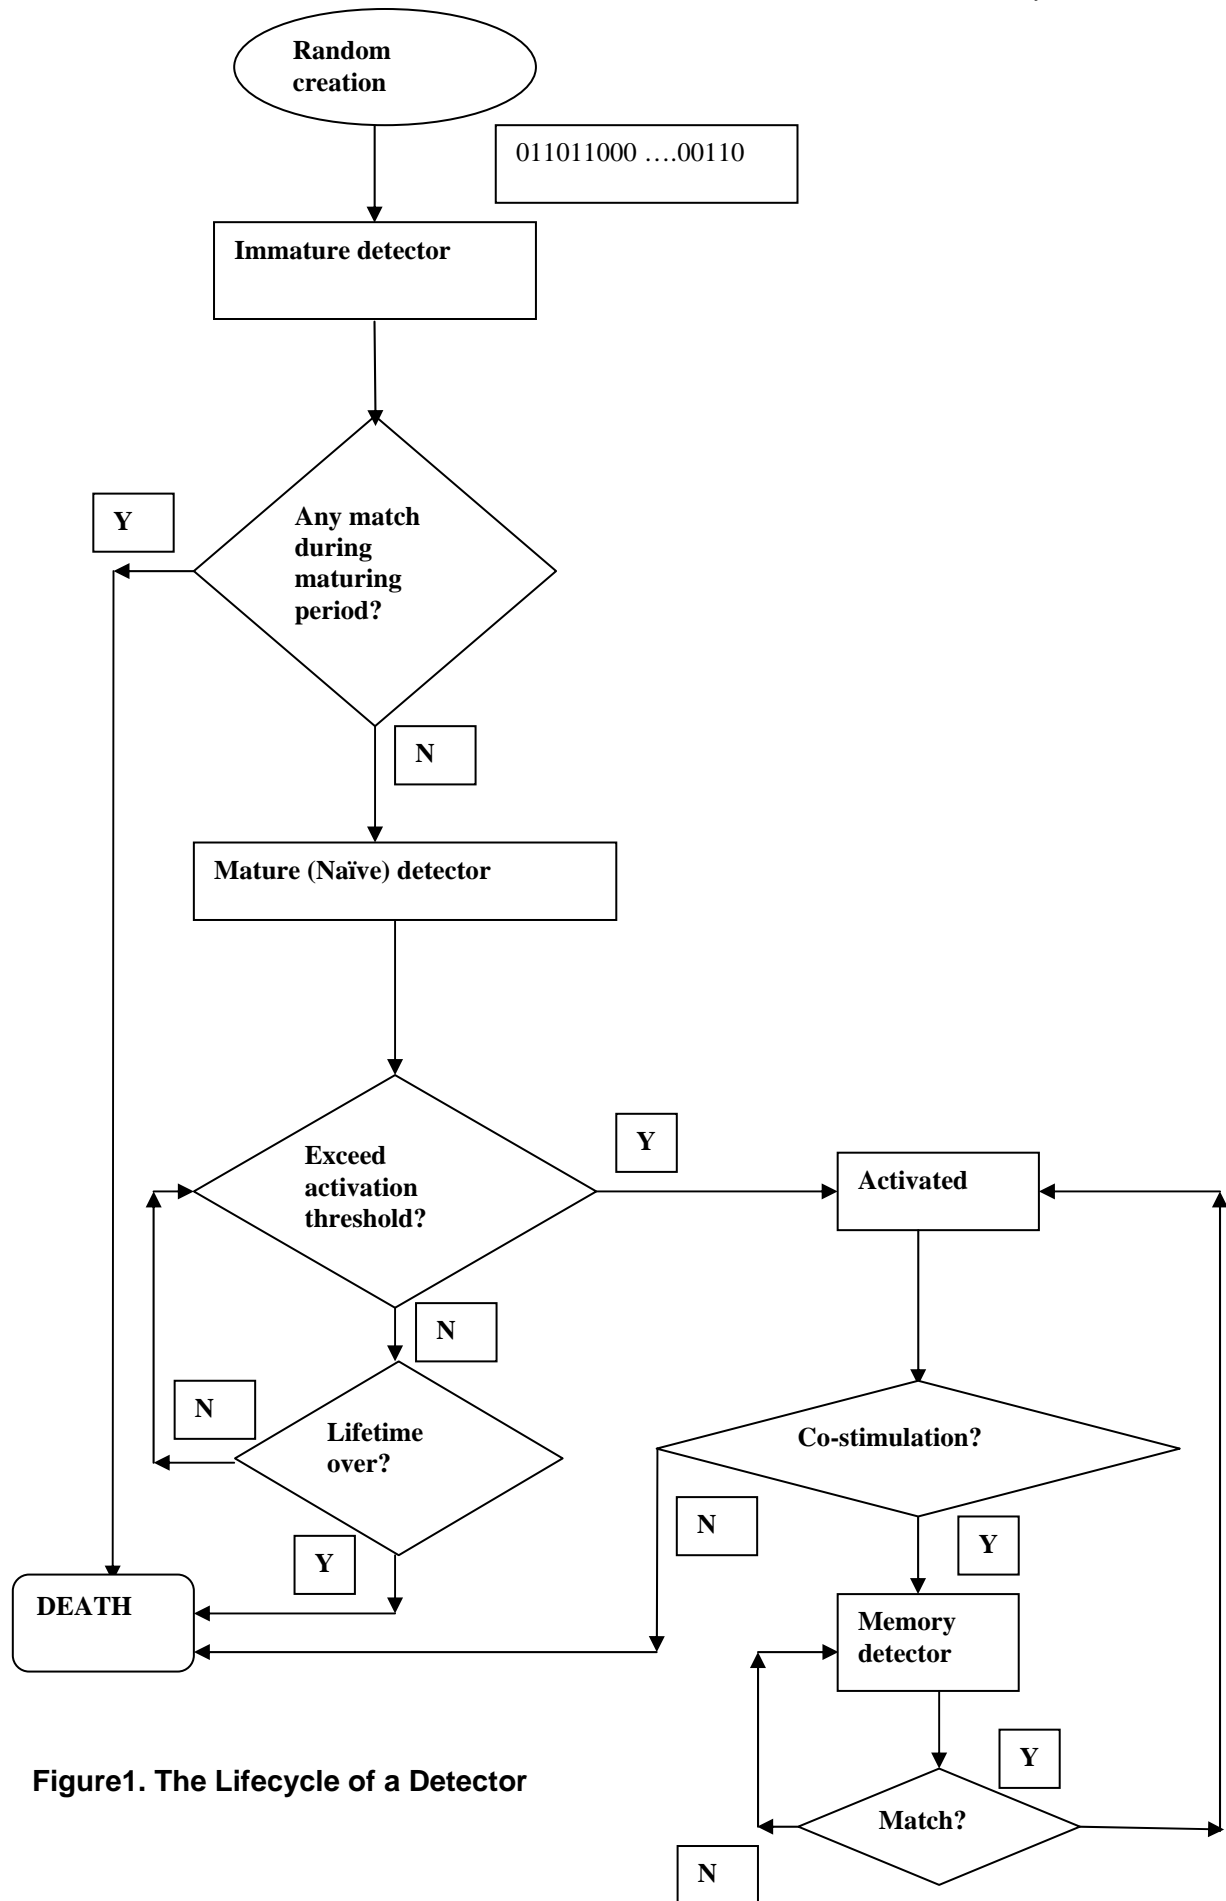 Random
creation
011011000 ….00110
Immature detector
Y
Any match
during
maturing
period?
N
Mature (Naïve) detector
Y
Exceed
activation
threshold?
Activated
N
N
Lifetime
over?
Co-stimulation?
N
Y
Y
DEATH
Memory
detector
Y
Figure1. The Lifecycle of a Detector
Match?
N